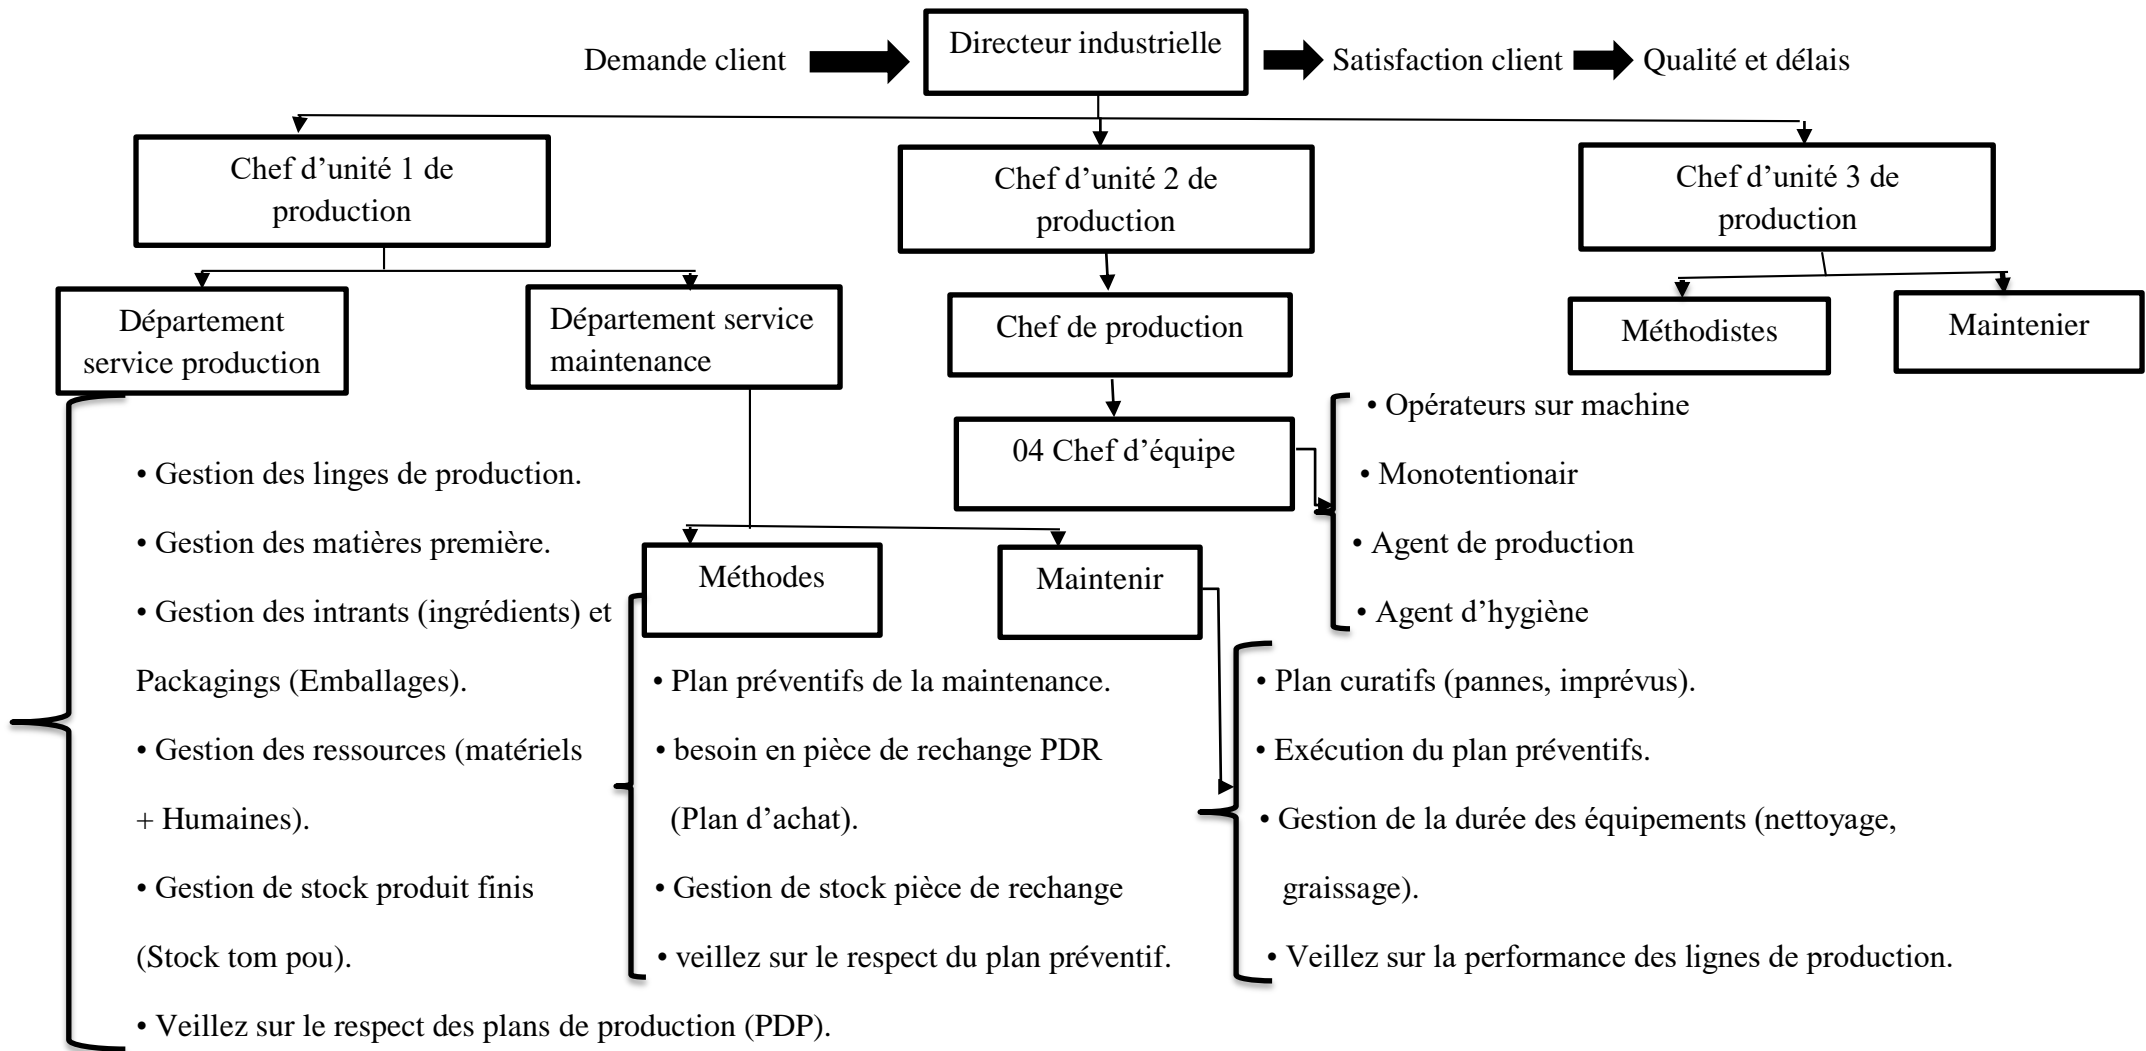 Demande client
Directeur industrielle
Satisfaction client
Qualité et délais
Chef d’unité 1 de
production
Chef d’unité 2 de
production
Chef d’unité 3 de
production
Département
service production
Département service
maintenance
Chef de production
Méthodistes
Maintenier
04 Chef d’équipe
• Opérateurs sur machine
• Monotentionair
• Agent de production
• Agent d’hygiène
• Gestion des linges de production.
• Gestion des matières première.
• Gestion des intrants (ingrédients) et
Packagings (Emballages).
• Gestion des ressources (matériels
+ Humaines).
• Gestion de stock produit finis
(Stock tom pou).
• Veillez sur le respect des plans de production (PDP).
Méthodes
Maintenir
• Plan préventifs de la maintenance.
• besoin en pièce de rechange PDR
(Plan d’achat).
• Gestion de stock pièce de rechange
• veillez sur le respect du plan préventif.
• Plan curatifs (pannes, imprévus).
• Exécution du plan préventifs.
• Gestion de la durée des équipements (nettoyage,
graissage).
• Veillez sur la performance des lignes de production.